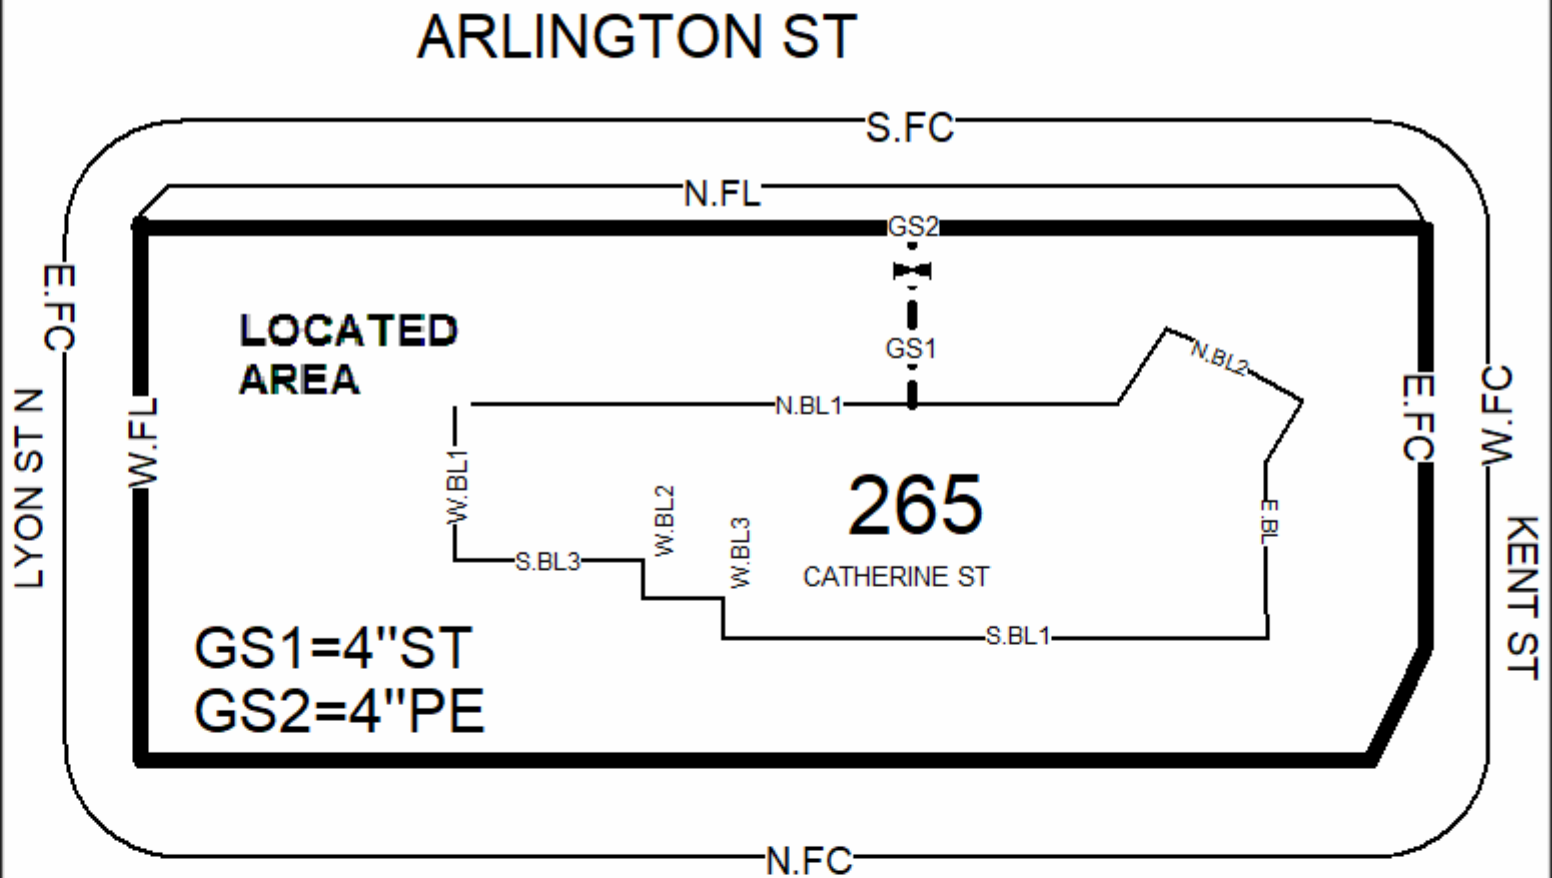 ARLINGTON ST
S.FC
N.FL
GS2
E.FC
LOCATED
AREA
GS1
N.BL2
LYON ST N
W.FL
N.BL1
E.FC
W.FC
W.BL1
W.BL2
W.BL3
265
E.BL
S.BL3
CATHERINE ST
KENT ST
GS1=4"ST
S.BL1
GS2=4"PE
N.FC